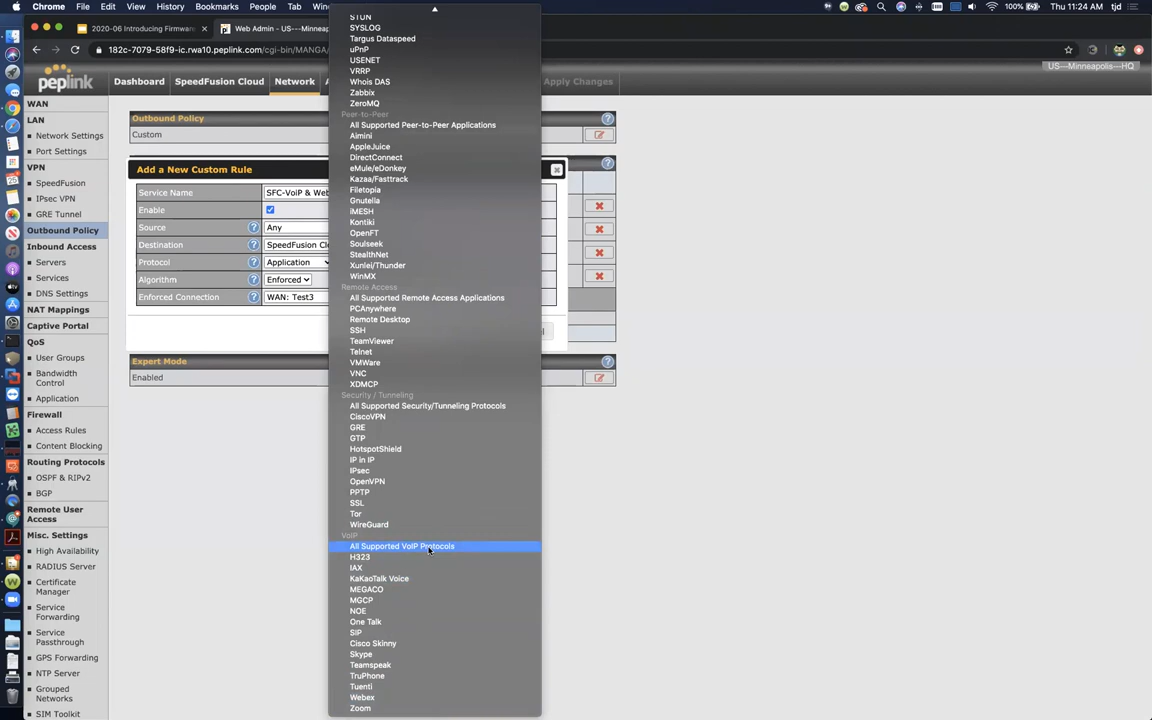 Chrome File Edit View History Bookmarks People Tab 100% Thu 11:24 AM tjd
2020-06 Introducing Firmware
Web Admin - US---Minneapolis
182c-7079-58f9-ic.rwa10.peplink.com/cgi-bin/MANGA/
US---Minneapolis--HQ
peplink
Dashboard SpeedFusion Cloud Network Apply Changes
WAN
LAN
Network Settings
Port Settings
VPN
SpeedFusion
IPsec VPN
GRE Tunnel
Outbound Policy
Inbound Access
Servers
Services
DNS Settings
NAT Mappings
Captive Portal
QoS
User Groups
Bandwidth
Control
Application
Firewall
Access Rules
Content Blocking
Routing Protocols
OSPF & RIPv2
BGP
Remote User
Access
Misc. Settings
High Availability
RADIUS Server
Certificate
Manager
Service
Forwarding
Service
Passthrough
GPS Forwarding
NTP Server
Grouped
Networks
SIM Toolkit
Outbound Policy
Custom
Add a New Custom Rule
Service Name SFC-VoIP & Web
Enable
Source Any
Destination SpeedFusion Clo
Protocol Application
Algorithm Enforced
Enforced Connection WAN: Test3
Expert Mode
Enabled
STUN
SYSLOG
Targus Dataspeed
uPnP
USENET
VRRP
Whois DAS
Zabbix
ZeroMQ
Peer-to-Peer
All Supported Peer-to-Peer Applications
Aimini
AppleJuice
DirectConnect
eMule/eDonkey
Kazaa/Fasttrack
Filetopia
Gnutella
iMESH
Kontiki
OpenFT
Soulseek
StealthNet
Xunlei/Thunder
WinMX
Remote Access
All Supported Remote Access Applications
PCAnywhere
Remote Desktop
SSH
TeamViewer
Telnet
VMWare
VNC
XDMCP
Security / Tunneling
All Supported Security/Tunneling Protocols
CiscoVPN
GRE
GTP
HotspotShield
IP in IP
IPsec
OpenVPN
PPTP
SSL
Tor
WireGuard
VoIP
All Supported VoIP Protocols
H323
IAX
KaKaoTalk Voice
MEGACO
MGCP
NOE
One Talk
SIP
Cisco Skinny
Skype
Teamspeak
TruPhone
Tuenti
Webex
Zoom